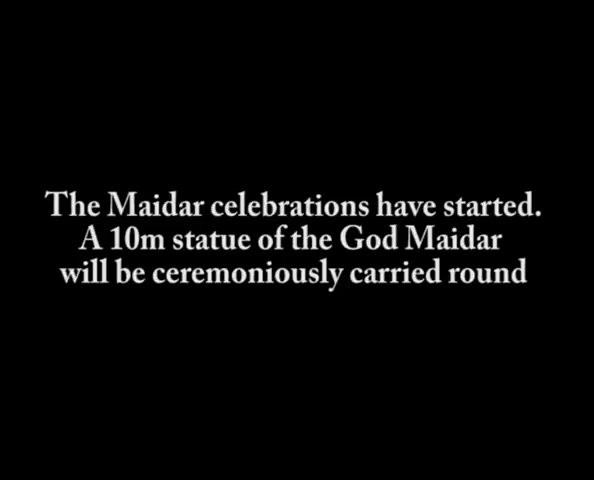 The Maidar celebrations have started.
A 10m statue of the God Maidar
will be ceremoniously carried round